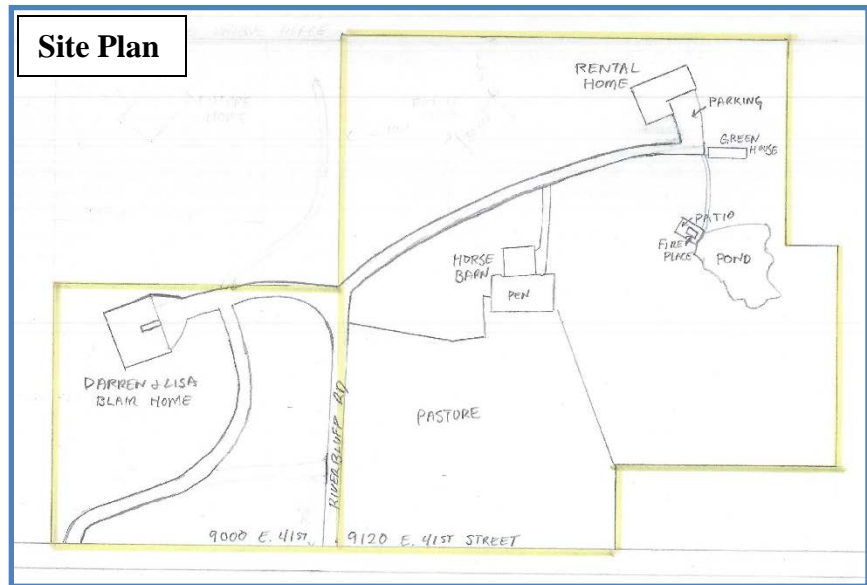 Site Plan
RENTAL
HOME
PARKING
GREEN
HOUSE
PATIO
FIRE
PLACE
POND
HORSE
BARN
PEN
DARREN & LISA
BLAIR HOME
PASTURE
RIVERBLUFF RD
9000 E. 41ST.
9120 E. 41ST STREET